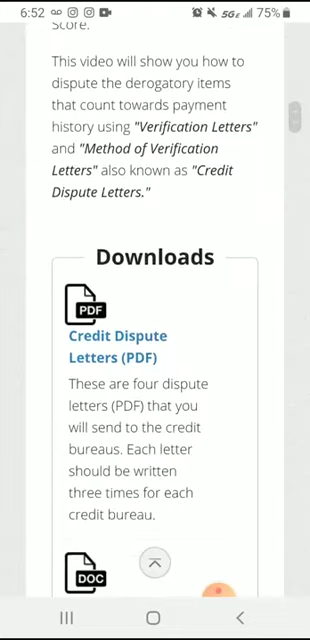 6:52
5GE
75%
Score.
This video will show you how to
dispute the derogatory items
that count towards payment
history using "Verification Letters"
and "Method of Verification
Letters" also known as "Credit
Dispute Letters."
Downloads
PDF
Credit Dispute
Letters (PDF)
These are four dispute
letters (PDF) that you
will send to the credit
bureaus. Each letter
should be written
three times for each
credit bureau.
DOC